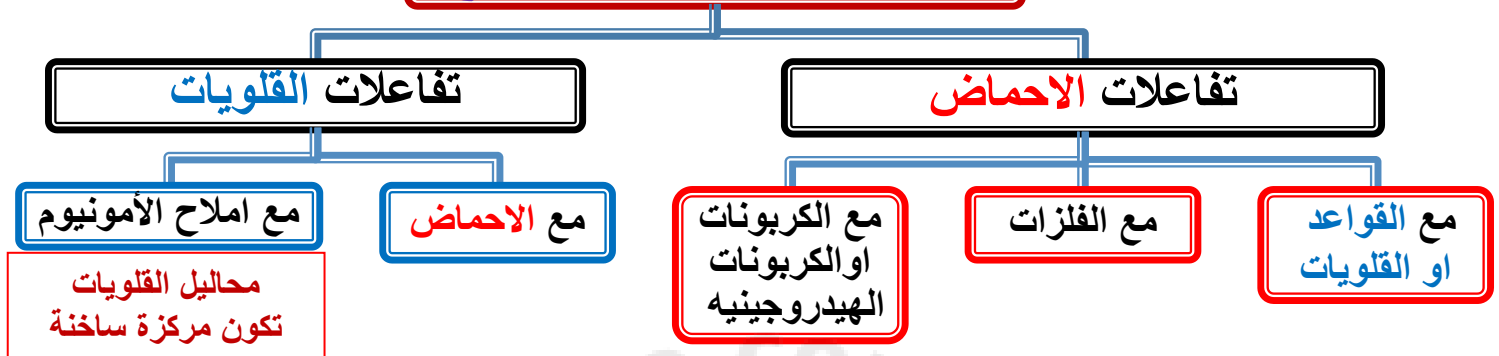 تفاعلات الاحماض
تفاعلات القلويات
مع القواعد
او القلويات
مع الفلزات
مع الكربونات
اوالكربونات
الهيدروجينيه
مع الاحماض
مع املاح الأمونيوم
محاليل القلويات
تكون مركزة ساخنة